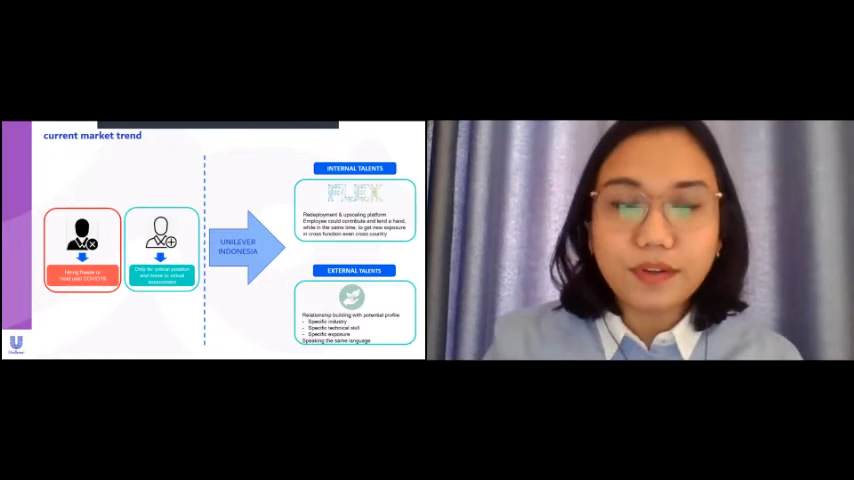 current market trend
Hiring freeze or
Hold over COVID19
Only for critical position
and move to virtual
assessment
UNILEVER
INDONESIA
INTERNAL TALENTS
FLEX
Redeployment & upscaling platform
Employee could contribute and lend a hand,
while in the same time, to get new exposure
in cross function even cross country
EXTERNAL TALENTS
Relationship building with potential profile:
- Specific industry
- Specific technical skill
- Specific exposure
Speaking the same language
Unilever